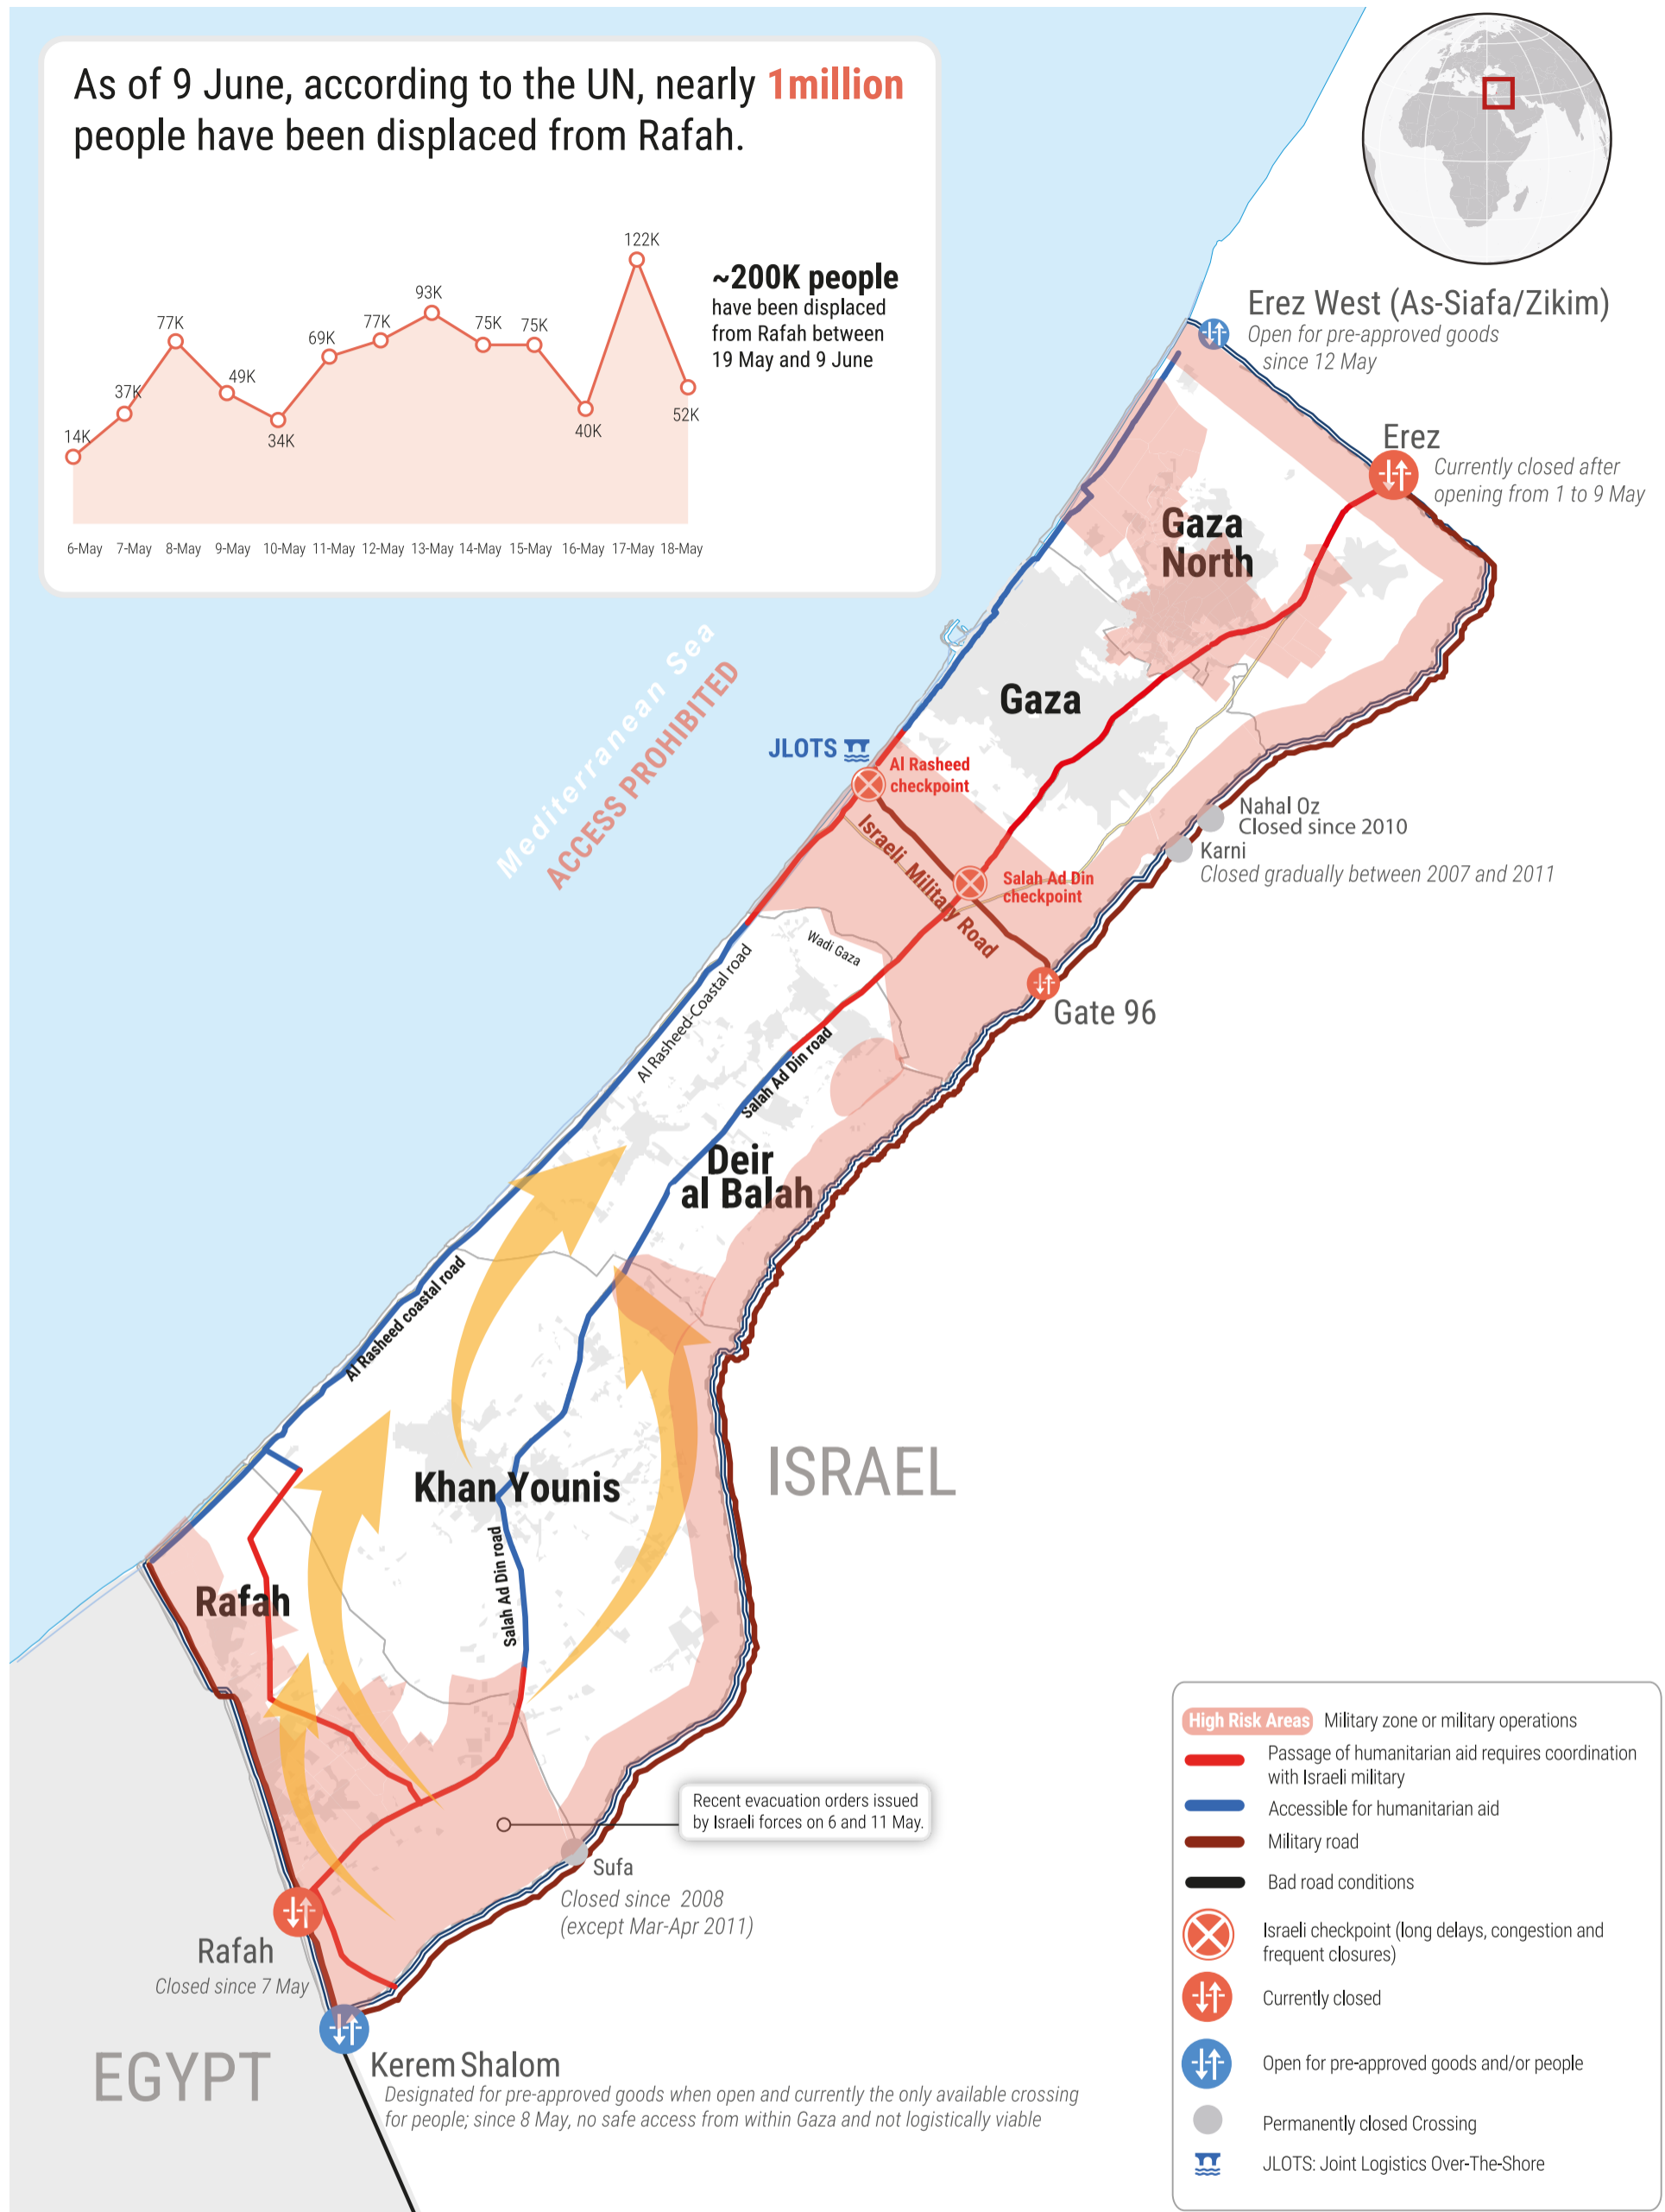 As of 9 June, according to the UN, nearly 1million
people have been displaced from Rafah.
14K
37K
77K
49K
34K
69K
77K
93K
75K
75K
40K
122K
52K
6-May 7-May 8-May 9-May 10-May 11-May 12-May 13-May 14-May 15-May 16-May 17-May 18-May
~200K people
have been displaced
from Rafah between
19 May and 9 June
Erez West (As-Siafa/Zikim)
Open for pre-approved goods
since 12 May
Erez
Currently closed after
opening from 1 to 9 May
Gaza
North
Gaza
Mediterranean Sea
ACCESS PROHIBITED
JLOTS
Al Rasheed
checkpoint
Israeli Military Road
Salah Ad Din
checkpoint
Nahal Oz
Closed since 2010
Karni
Closed gradually between 2007 and 2011
Wadi Gaza
Gate 96
Al Rasheed-Coastal road
Salah Ad Din road
Deir
al Balah
Al Rasheed coastal road
ISRAEL
Khan Younis
Salah Ad Din road
Rafah
Recent evacuation orders issued
by Israeli forces on 6 and 11 May.
Sufa
Closed since 2008
(except Mar-Apr 2011)
Rafah
Closed since 7 May
EGYPT
Kerem Shalom
Designated for pre-approved goods when open and currently the only available crossing
for people; since 8 May, no safe access from within Gaza and not logistically viable
High Risk Areas Military zone or military operations
Passage of humanitarian aid requires coordination
with Israeli military
Accessible for humanitarian aid
Military road
Bad road conditions
Israeli checkpoint (long delays, congestion and
frequent closures)
Currently closed
Open for pre-approved goods and/or people
Permanently closed Crossing
JLOTS: Joint Logistics Over-The-Shore